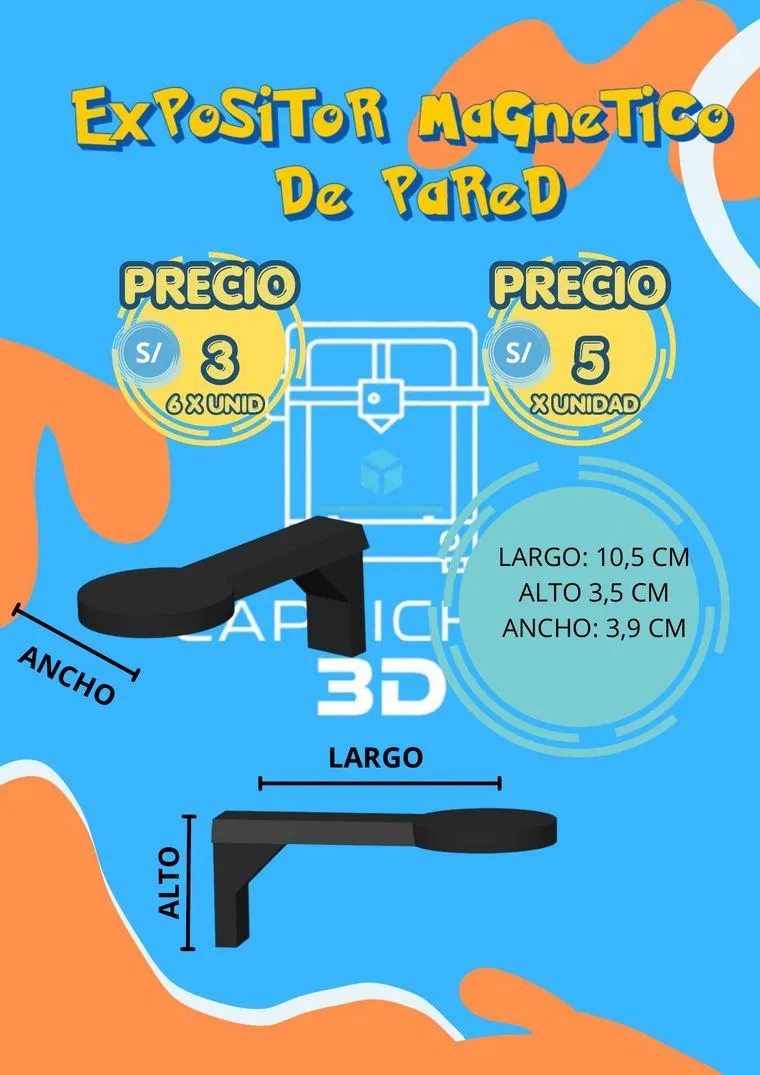 ExPoSiToR MaGneTiCo
De PaReD
PRECIO
S/ 3
6 X UNID
PRECIO
S/ 5
X UNIDAD
LARGO: 10,5 CM
ALTO 3,5 CM
ANCHO: 3,9 CM
ANCHO
3D
LARGO
ALTO